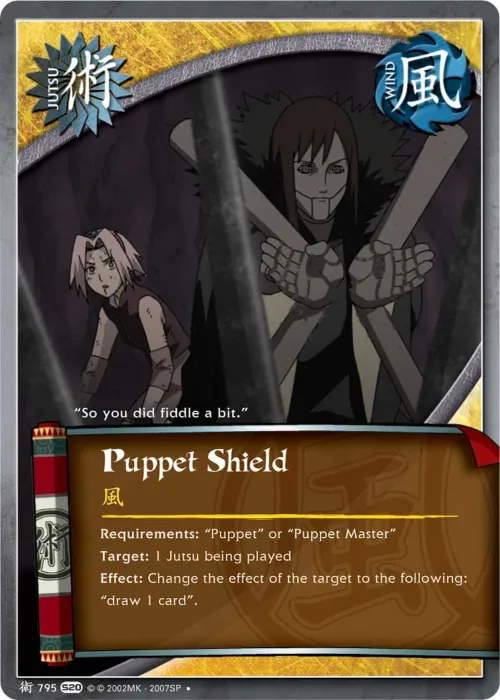 JUTSU 術
WIND 風
"So you did fiddle a bit."
Puppet Shield
風
Requirements: "Puppet" or "Puppet Master"
Target: 1 Jutsu being played
Effect: Change the effect of the target to the following:
"draw 1 card".
術
術 795 S20 © © 2002MK - 2007SP •